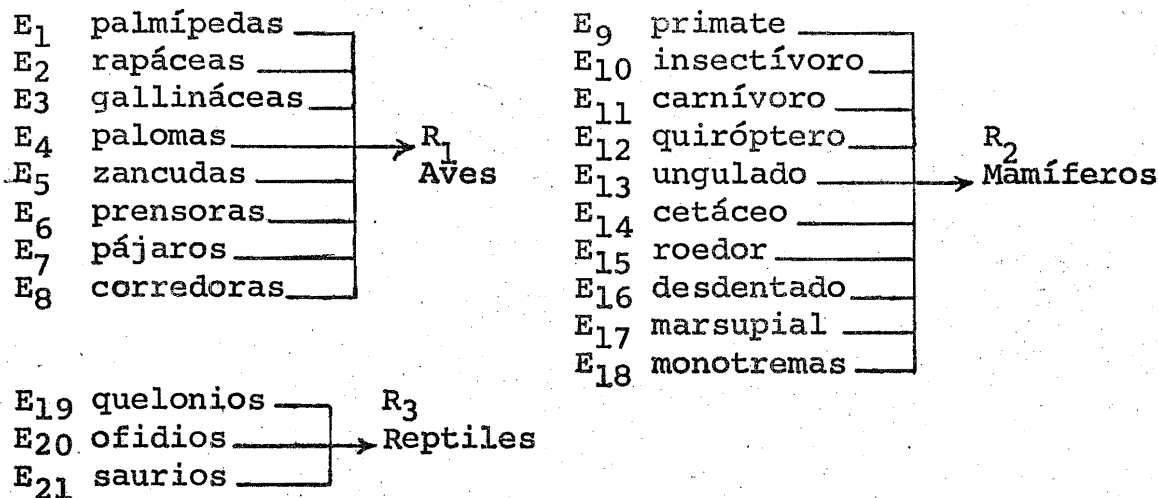 E1 palmípedas
E2 rapáceas
E3 gallináceas
E4 palomas
E5 zancudas
E6 prensoras
E7 pájaros
E8 corredoras
R1
Aves
E9 primate
E10 insectívoro
E11 carnívoro
E12 quiróptero
E13 ungulado
E14 cetáceo
E15 roedor
E16 desdentado
E17 marsupial
E18 monotremas
R2
Mamíferos
E19 quelonios
E20 ofidios
E21 saurios
R3
Reptiles